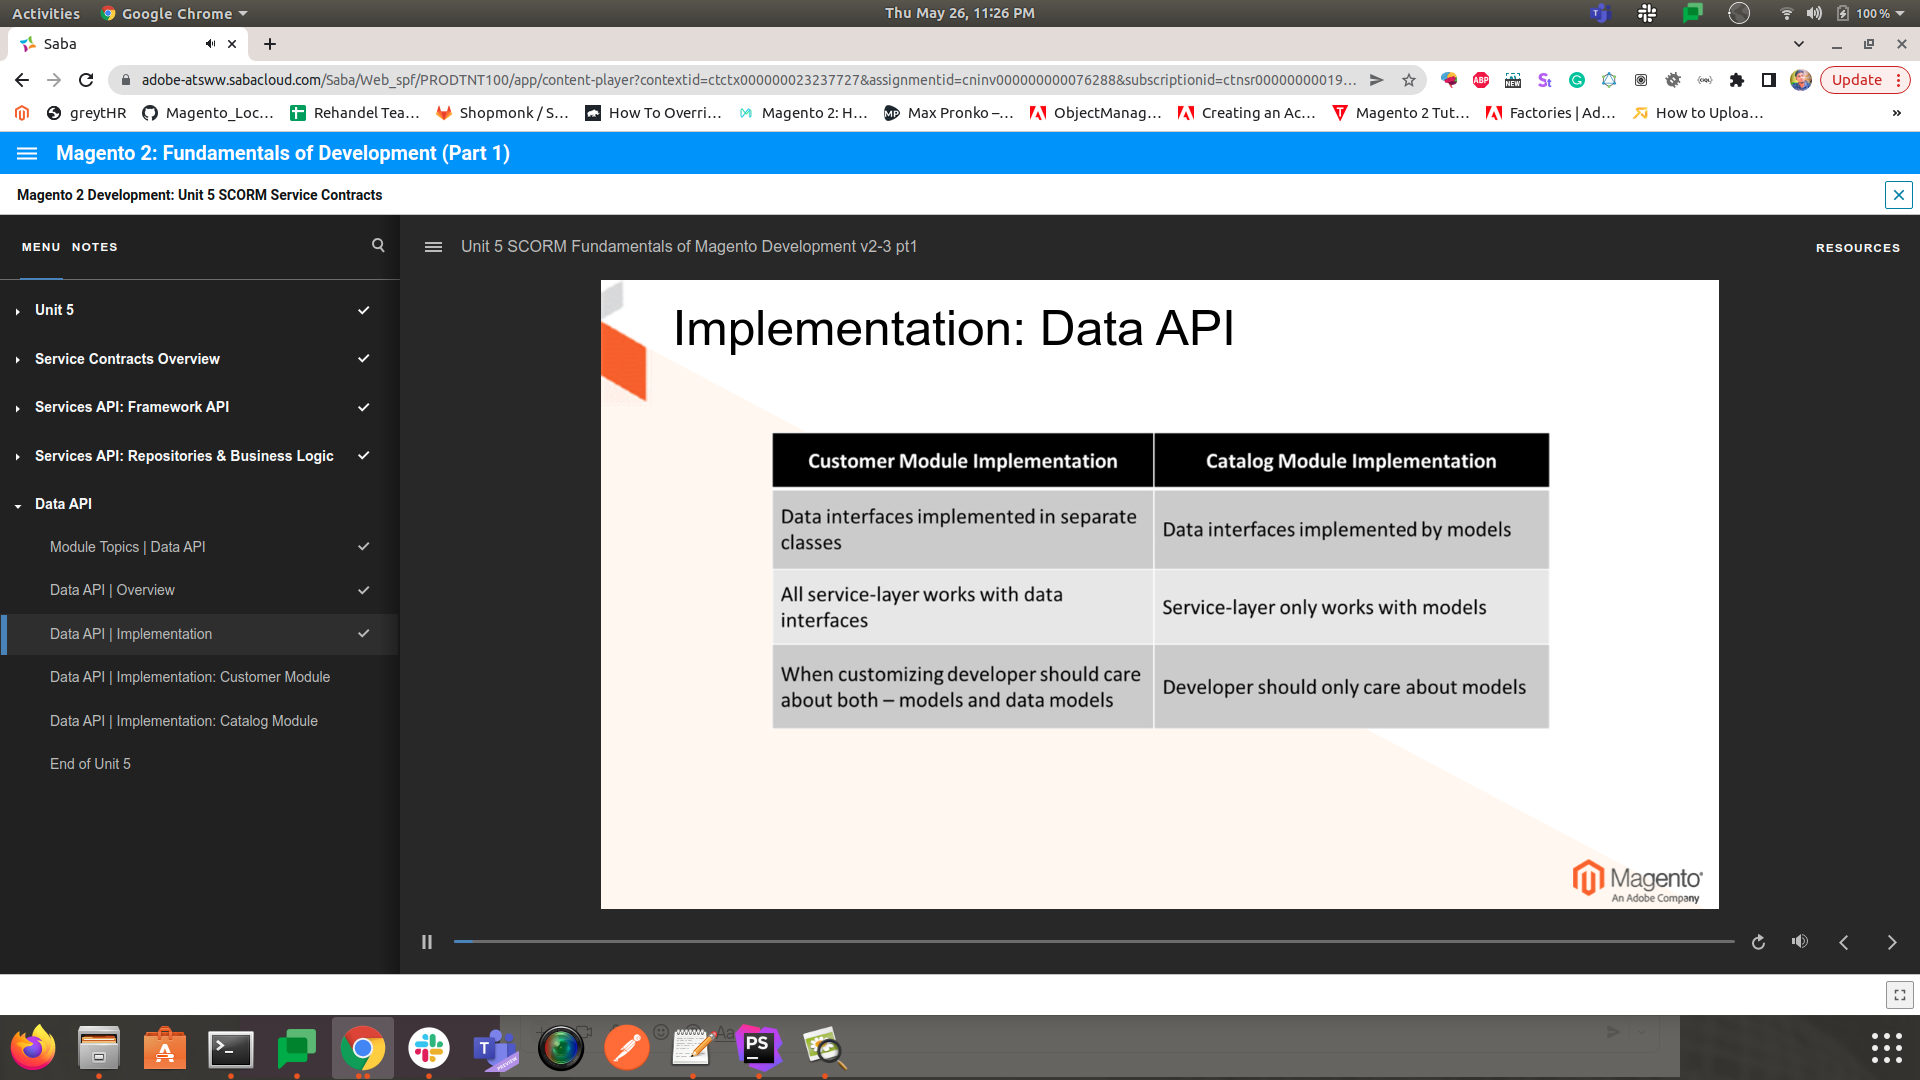 Activities Google Chrome Thu May 26, 11:26 PM 100 %
Saba
adobe-atsww.sabacloud.com/Saba/Web_spf/PRODTNT100/app/content-player?contextid=ctctx000000023237727&assignmentid=cninv000000000076288&subscriptionid=ctnsr00000000019… Update
greytHR Magento_Loc… Rehandel Tea… Shopmonk / S… How To Overri… Magento 2: H… Max Pronko –… ObjectManag… Creating an Ac… Magento 2 Tut… Factories | Ad… How to Uploa… »
Magento 2: Fundamentals of Development (Part 1)
Magento 2 Development: Unit 5 SCORM Service Contracts
MENU NOTES
Unit 5 SCORM Fundamentals of Magento Development v2-3 pt1
RESOURCES
Unit 5
Service Contracts Overview
Services API: Framework API
Services API: Repositories & Business Logic
Data API
Module Topics | Data API
Data API | Overview
Data API | Implementation
Data API | Implementation: Customer Module
Data API | Implementation: Catalog Module
End of Unit 5
Implementation: Data API
Customer Module Implementation
Catalog Module Implementation
Data interfaces implemented in separate
classes
Data interfaces implemented by models
All service-layer works with data
interfaces
Service-layer only works with models
When customizing developer should care
about both – models and data models
Developer should only care about models
Magento
An Adobe Company